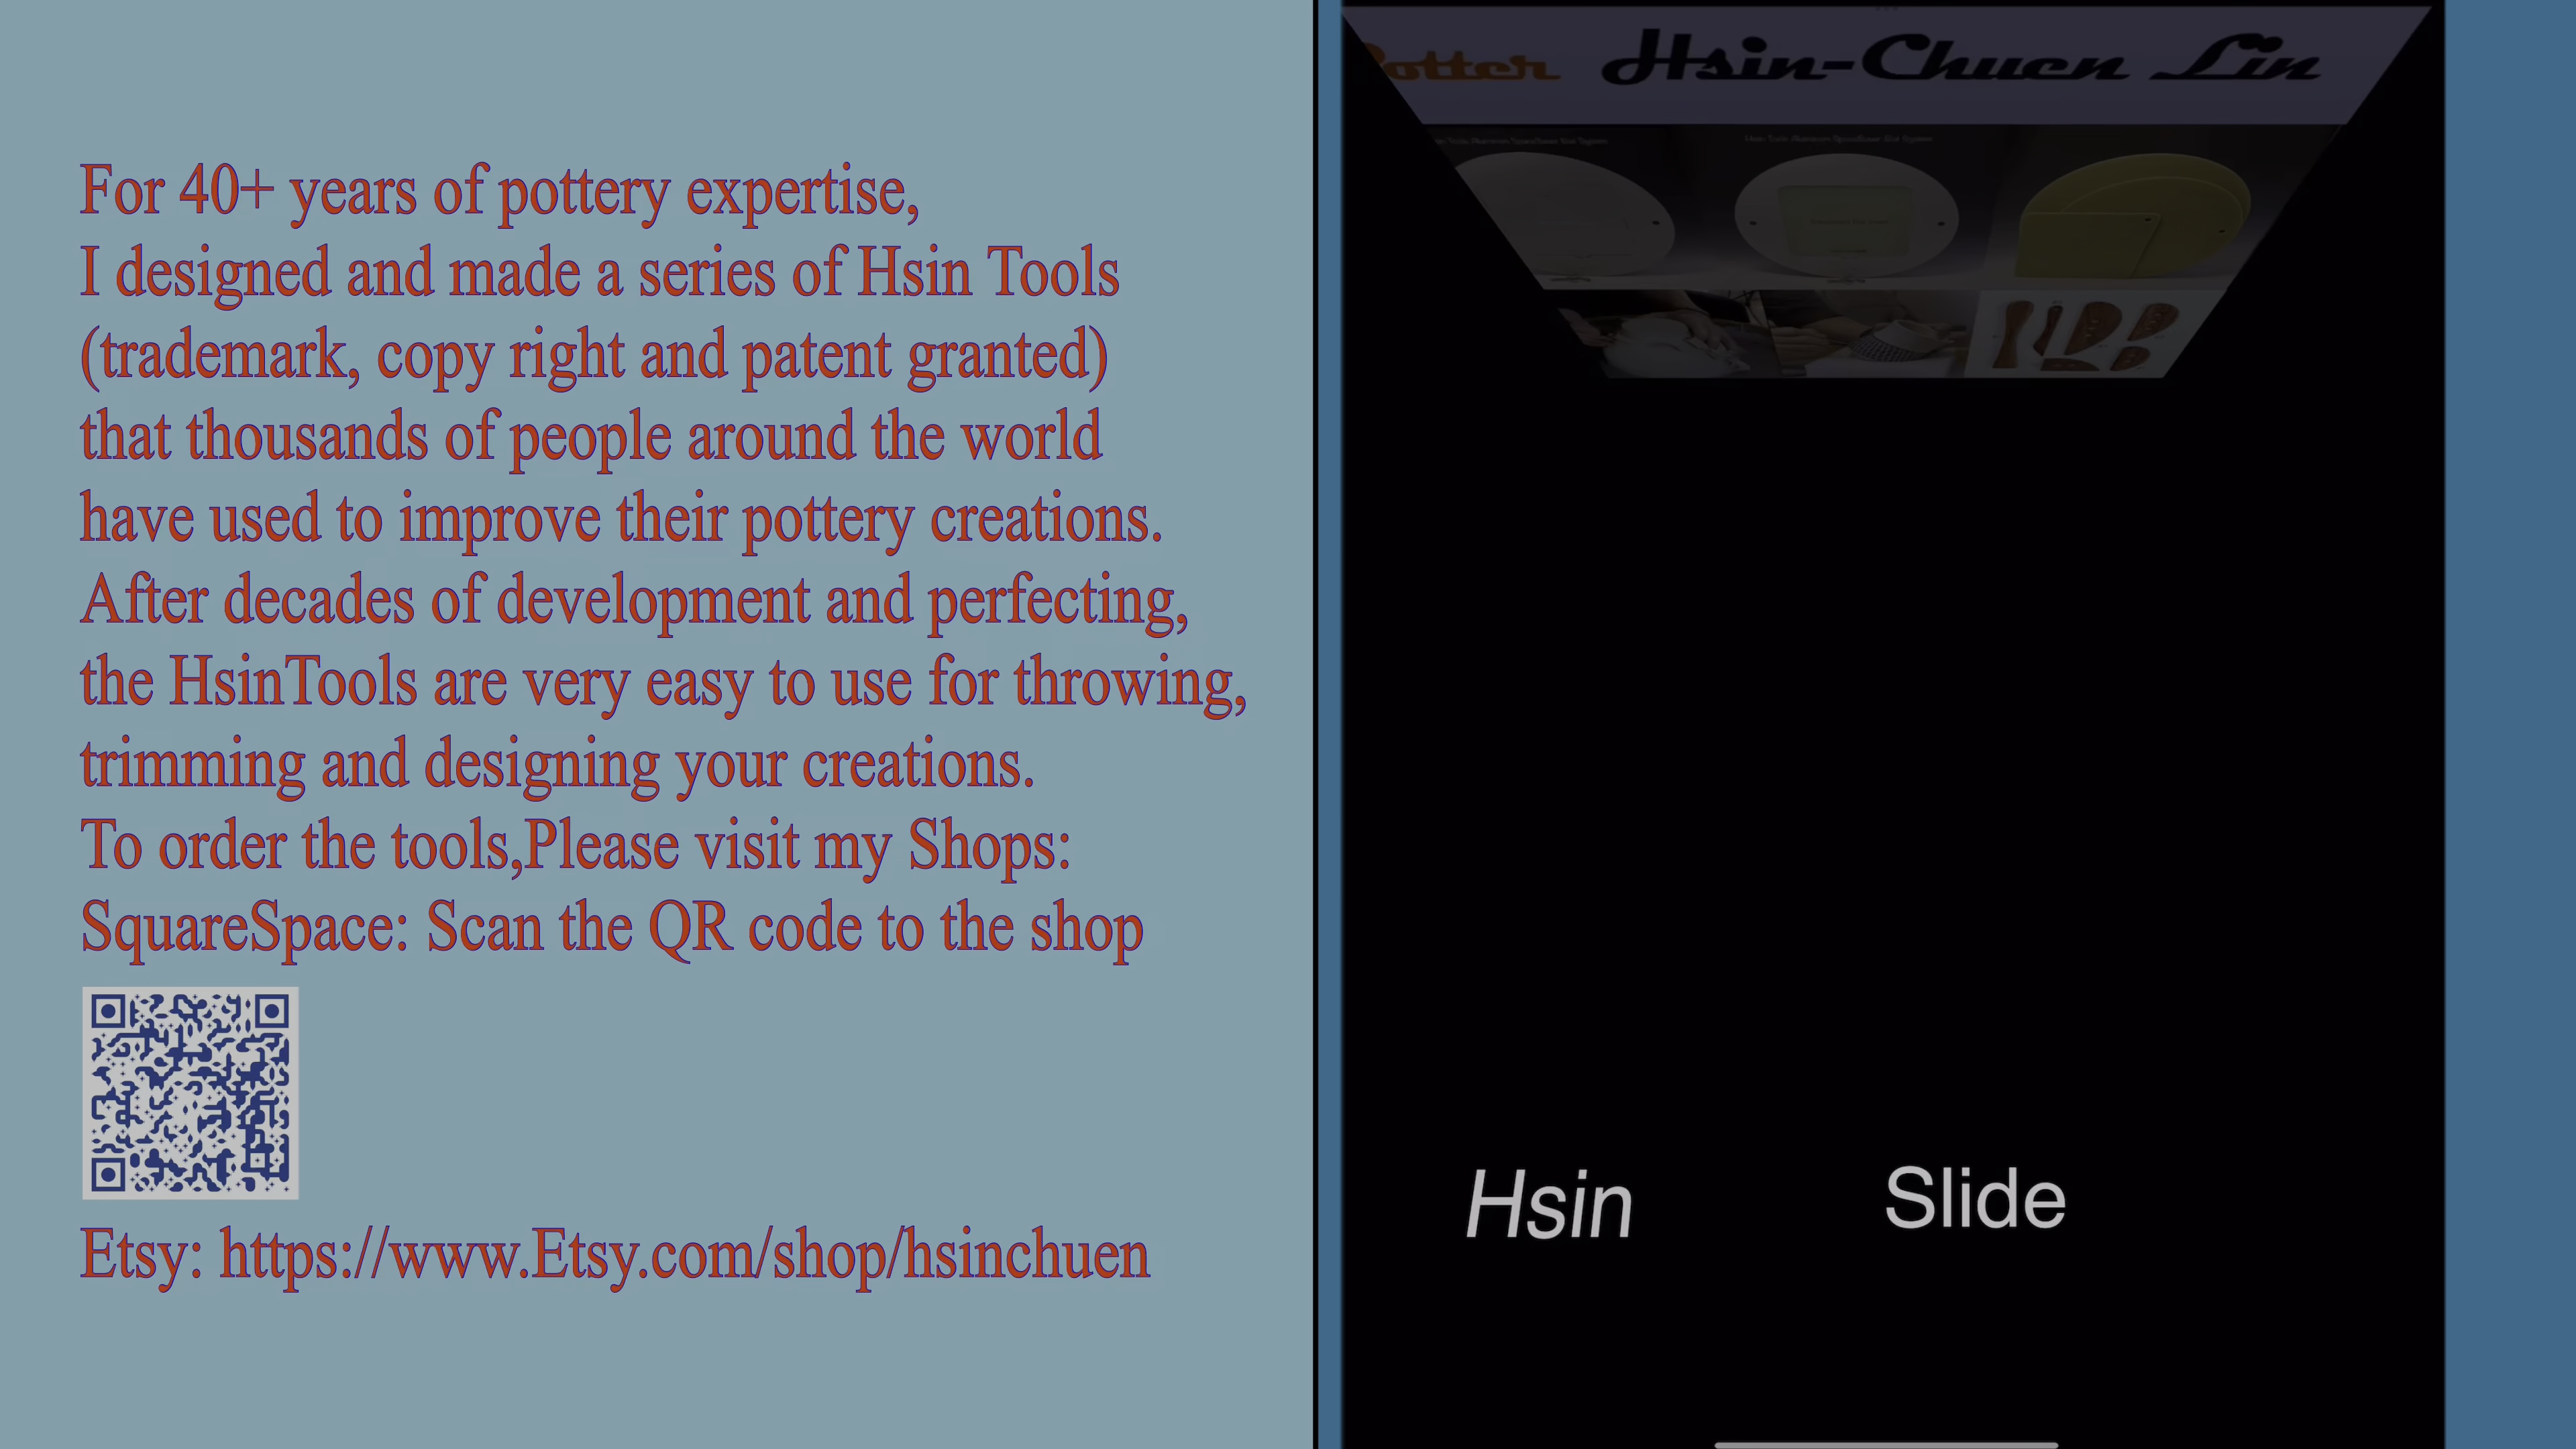 For 40+ years of pottery expertise,
I designed and made a series of Hsin Tools
(trademark, copy right and patent granted)
that thousands of people around the world
have used to improve their pottery creations.
After decades of development and perfecting,
the HsinTools are very easy to use for throwing,
trimming and designing your creations.
To order the tools,Please visit my Shops:
SquareSpace: Scan the QR code to the shop
Etsy: https://www.Etsy.com/shop/hsinchuen
Potter Hsin-Chuen Lin
Hsin Slide